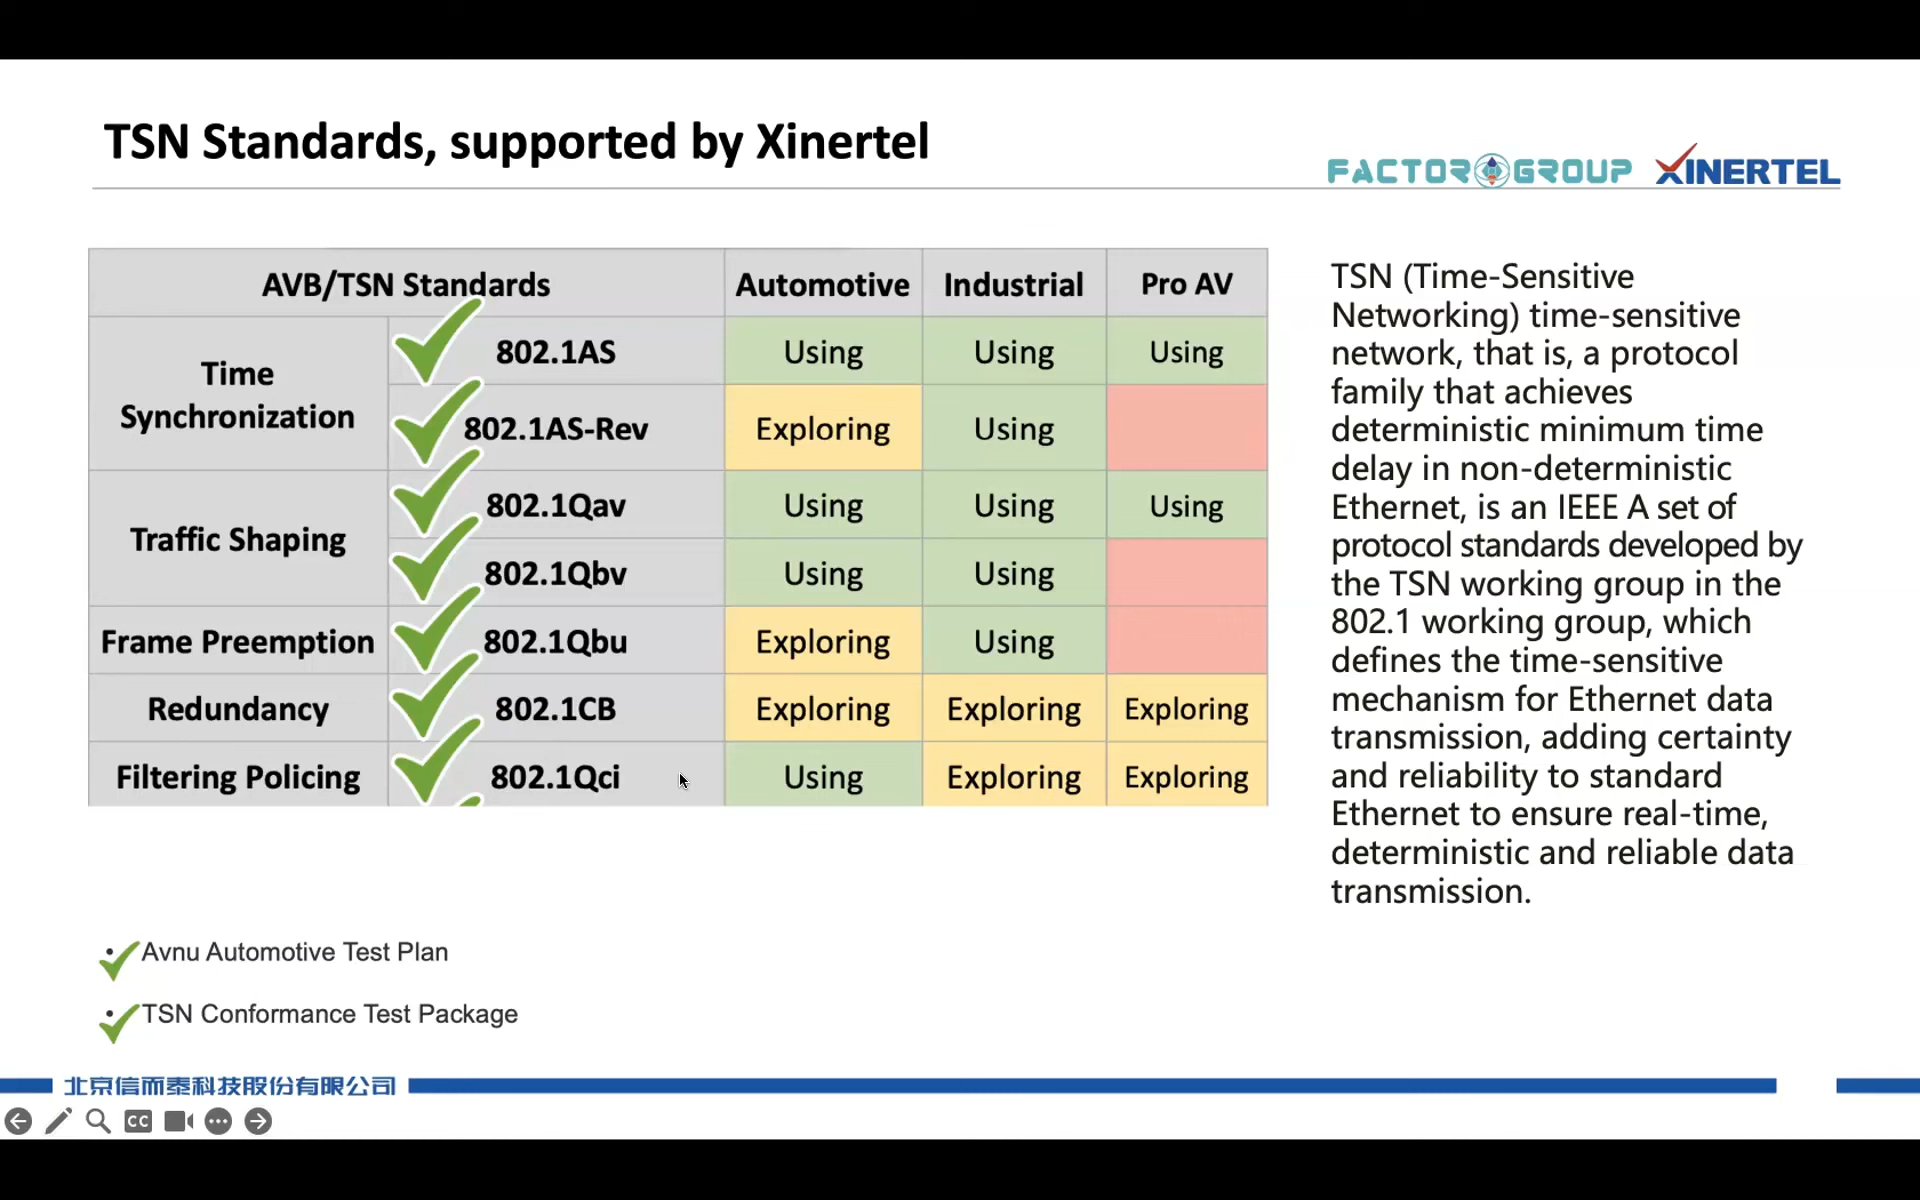 TSN Standards, supported by Xinertel
FACTOR GROUP XINERTEL
AVB/TSN Standards Automotive Industrial Pro AV
Time Synchronization 802.1AS Using Using Using
802.1AS-Rev Exploring Using
Traffic Shaping 802.1Qav Using Using Using
802.1Qbv Using Using
Frame Preemption 802.1Qbu Exploring Using
Redundancy 802.1CB Exploring Exploring Exploring
Filtering Policing 802.1Qci Using Exploring Exploring
TSN (Time-Sensitive
Networking) time-sensitive
network, that is, a protocol
family that achieves
deterministic minimum time
delay in non-deterministic
Ethernet, is an IEEE A set of
protocol standards developed by
the TSN working group in the
802.1 working group, which
defines the time-sensitive
mechanism for Ethernet data
transmission, adding certainty
and reliability to standard
Ethernet to ensure real-time,
deterministic and reliable data
transmission.
• Avnu Automotive Test Plan
• TSN Conformance Test Package
北京信而泰科技股份有限公司
CC